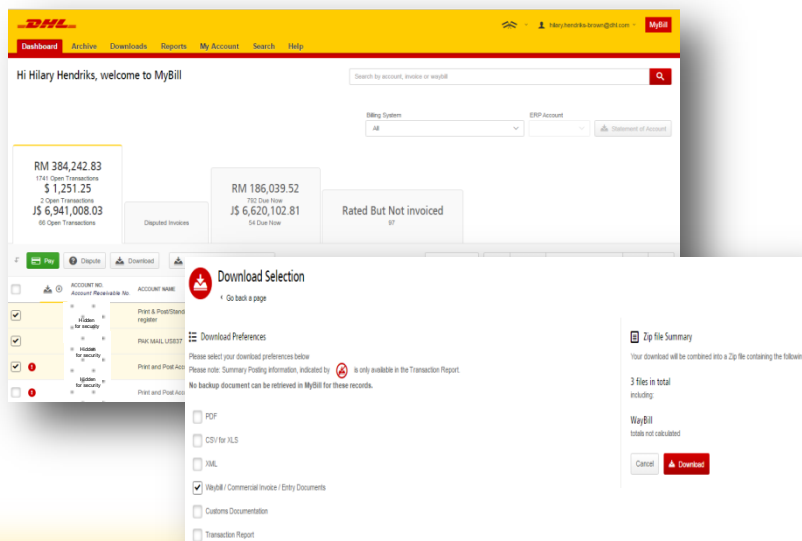 DHL
hilary.hendriks-brown@dhl.com
MyBill
Dashboard Archive Downloads Reports My Account Search Help
Hi Hilary Hendriks, welcome to MyBill
Search by account, invoice or waybill
Billing System
ERP Account
All
Statement of Account
RM 384,242.83
1741 Open Transactions
$ 1,251.25
2 Open Transactions
J$ 6,941,008.03
66 Open Transactions
Disputed Invoices
RM 186,039.52
782 Due Now
J$ 6,620,102.81
54 Due Now
Rated But Not invoiced
97
Pay
Dispute
Download
ACCOUNT NO.
Account Receivable No.
ACCOUNT NAME
Hidden
for security
Print & Post/Stand
register
Hidden
for security
PAK MAIL US837
Hidden
for security
Print and Post Acc
Print and Post Acc
Download Selection
Go back a page
Download Preferences
Please select your download preferences below
Please note: Summary Posting information, indicated by is only available in the Transaction Report.
No backup document can be retrieved in MyBill for these records.
PDF
CSV for XLS
XML
Waybill / Commercial Invoice / Entry Documents
Customs Documentation
Transaction Report
Zip file Summary
Your download will be combined into a Zip file containing the followin
3 files in total
including:
WayBill
totals not calculated
Cancel
Download